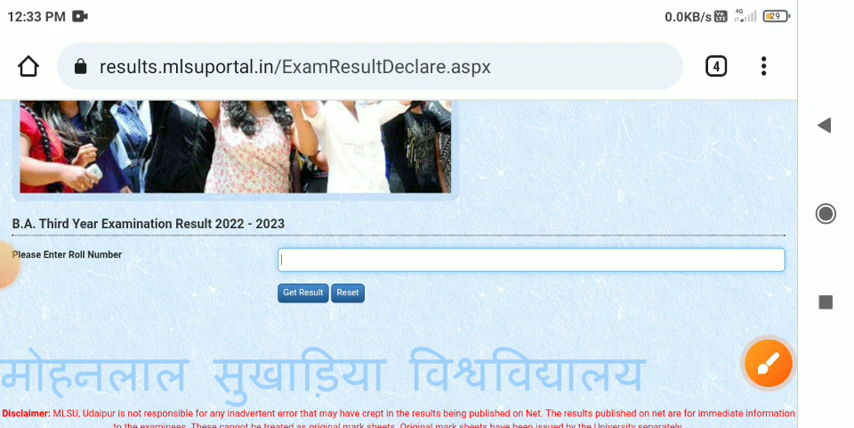 12:33 PM
0.0KB/s Vo LTE 4G 29
results.mlsuportal.in/ExamResultDeclare.aspx 4
B.A. Third Year Examination Result 2022 - 2023
Please Enter Roll Number
Get Result Reset
मोहनलाल सुखाड़िया विश्वविद्यालय
Disclaimer: MLSU, Udaipur is not responsible for any inadvertent error that may have crept in the results being published on Net. The results published on net are for immediate information
to the examinees. These cannot be treated as original mark sheets. Original mark sheets have been issued by the University separately.